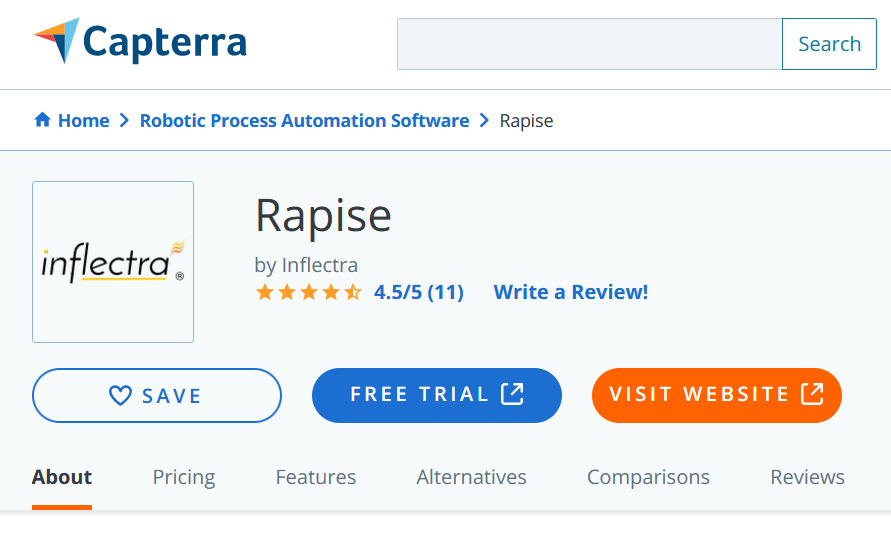 Capterra
Search
Home Robotic Process Automation Software Rapise
inflectra®
Rapise
by Inflectra
4.5/5 (11) Write a Review!
SAVE FREE TRIAL VISIT WEBSITE
About Pricing Features Alternatives Comparisons Reviews